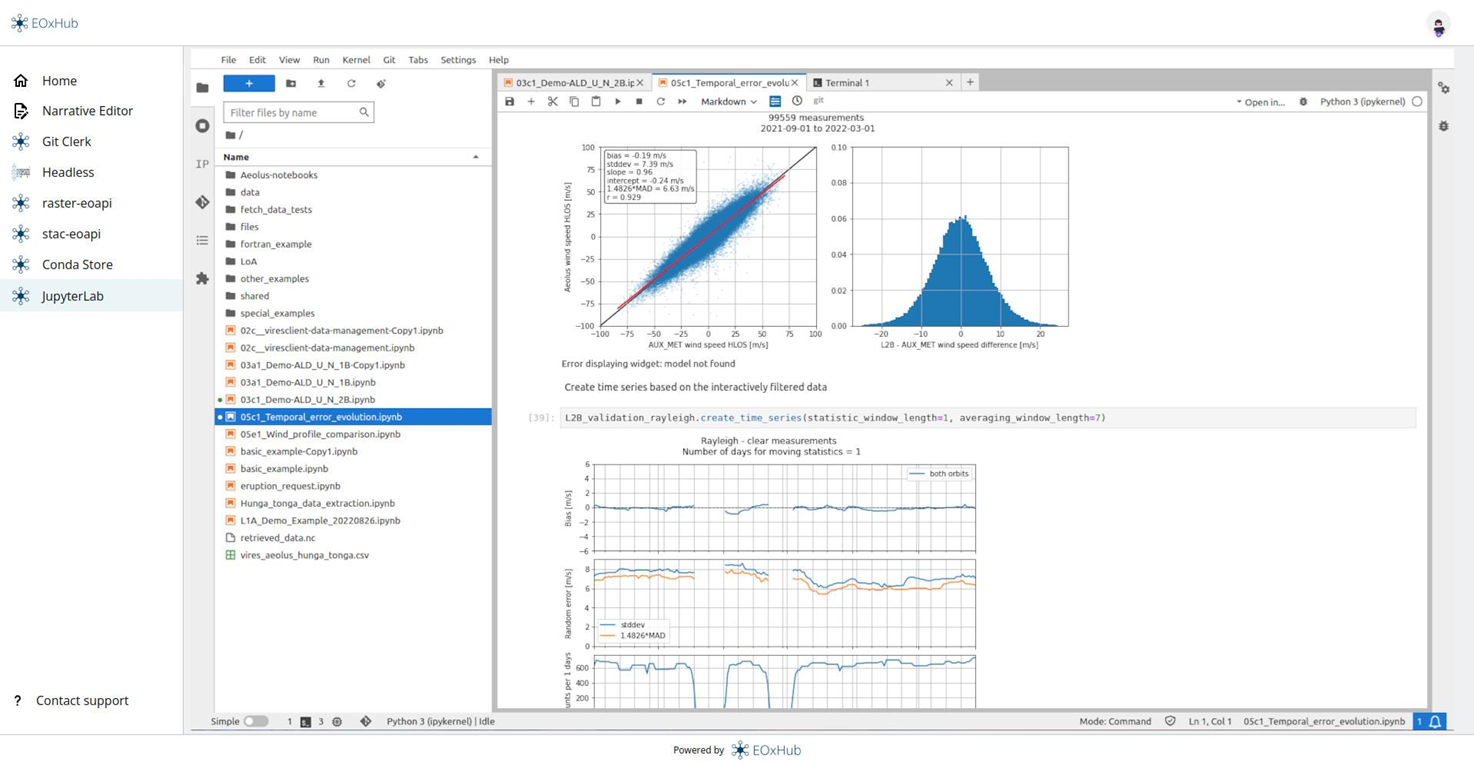 EOxHub
Home
Narrative Editor
Git Clerk
Headless
raster-eoapi
stac-eoapi
Conda Store
JupyterLab
? Contact support
File Edit View Run Kernel Git Tabs Settings Help
+
Filter files by name
/
Name
Aeolus-notebooks
data
fetch_data_tests
files
fortran_example
LoA
other_examples
shared
special_examples
02c__viresclient-data-management-Copy1.ipynb
02c__viresclient-data-management.ipynb
03a1_Demo-ALD_U_N_1B-Copy1.ipynb
03a1_Demo-ALD_U_N_1B.ipynb
03c1_Demo-ALD_U_N_2B.ipynb
05c1_Temporal_error_evolution.ipynb
05e1_Wind_profile_comparison.ipynb
basic_example-Copy1.ipynb
basic_example.ipynb
eruption_request.ipynb
Hunga_tonga_data_extraction.ipynb
L1A_Demo_Example_20220826.ipynb
retrieved_data.nc
vires_aeolus_hunga_tonga.csv
IP
03c1_Demo-ALD_U_N_2B.ip 05c1_Temporal_error_evolu Terminal 1 +
Markdown git Open in... Python 3 (ipykernel)
99559 measurements
2021-09-01 to 2022-03-01
bias = -0.19 m/s
stddev = 7.39 m/s
slope = 0.96
intercept = -0.24 m/s
1.4826*MAD = 6.63 m/s
r = 0.929
Aeolus wind speed HLOS [m/s]
100
75
50
25
0
−25
−50
−75
−100
−100 −75 −50 −25 0 25 50 75 100
AUX_MET wind speed HLOS [m/s]
0.10
0.08
0.06
0.04
0.02
0.00
−20 −10 0 10 20
L2B - AUX_MET wind speed difference [m/s]
Error displaying widget: model not found
Create time series based on the interactively filtered data
[39]: L2B_validation_rayleigh.create_time_series(statistic_window_length=1, averaging_window_length=7)
Rayleigh - clear measurements
Number of days for moving statistics = 1
both orbits
Bias [m/s]
6
4
2
0
−2
−4
−6
Random error [m/s]
8
6
4
2
0
stddev
1.4826*MAD
unts per 1 days
600
400
200
Simple 1 3 Python 3 (ipykernel) | Idle Mode: Command Ln 1, Col 1 05c1_Temporal_error_evolution.ipynb 1
Powered by EOxHub